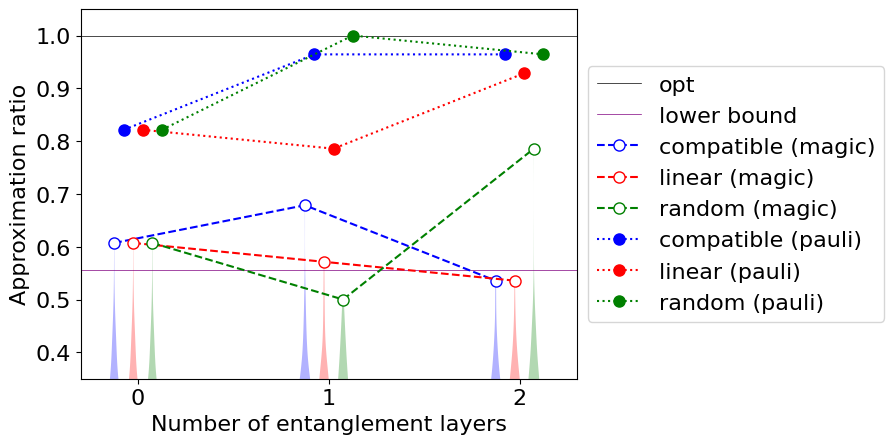 1.0
0.9
0.8
0.7
0.6
0.5
0.4
Approximation ratio
0 1 2
Number of entanglement layers
opt
lower bound
compatible (magic)
linear (magic)
random (magic)
compatible (pauli)
linear (pauli)
random (pauli)